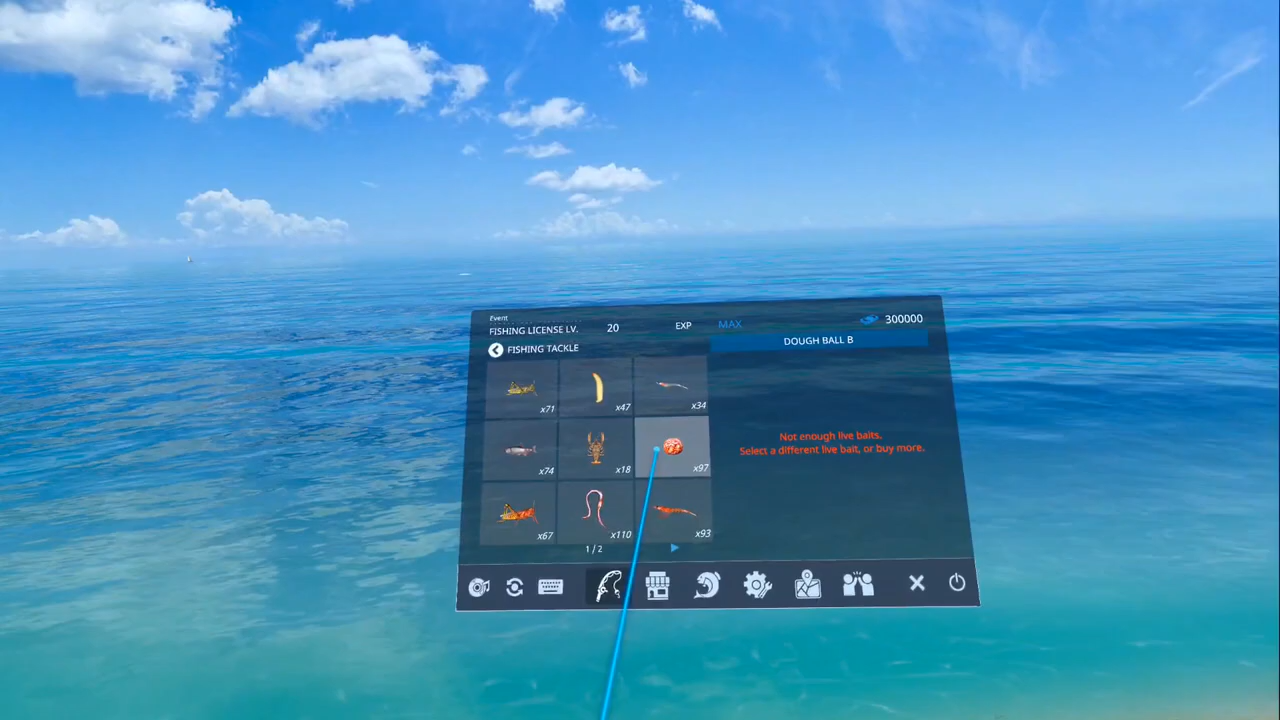 Event
FISHING LICENSE LV. 20 EXP MAX 300000
FISHING TACKLE
DOUGH BALL B
x71 x47 x34
x74 x18 x97
x67 x110 x93
Not enough live baits.
Select a different live bait, or buy more.
1 / 2